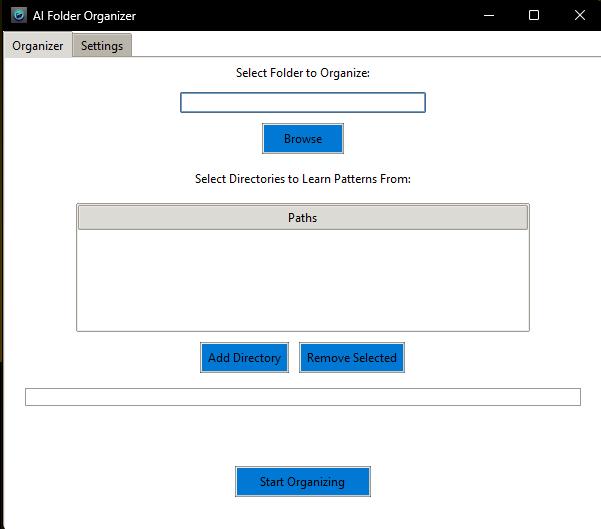 AI Folder Organizer
Organizer Settings
Select Folder to Organize:
Browse
Select Directories to Learn Patterns From:
Paths
Add Directory Remove Selected
Start Organizing